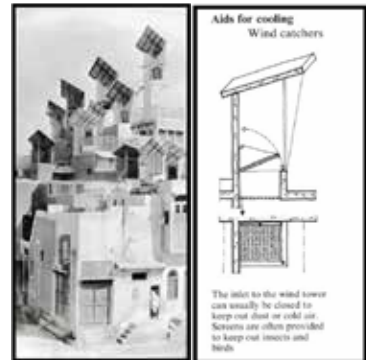 Aids for cooling
Wind catchers
The inlet to the wind tower
can usually be closed to
keep out dust or cold air.
Screens are often provided
to keep out insects and
birds